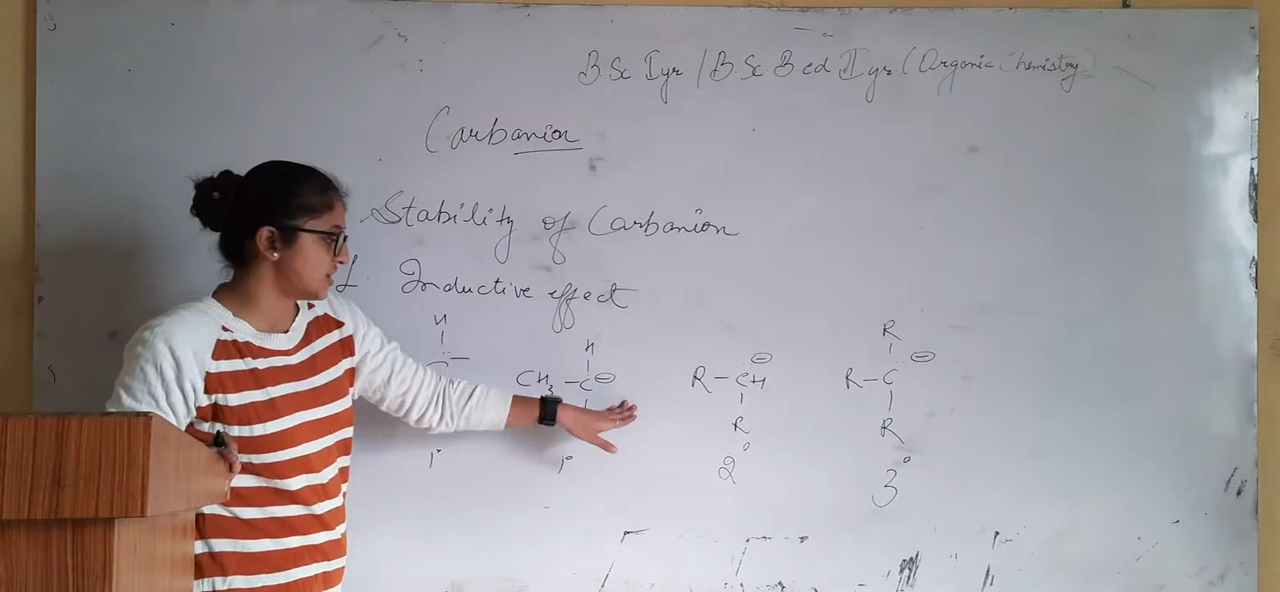 B.Sc I yr / B.Sc B.ed I yr (Organic Chemistry)
Carbanion
Stability of Carbanion
1. Inductive effect
H
R
H
C
CH3 – C⊖
R – CH⊖
R – C⊖
R
R
1°
1°
2°
3°